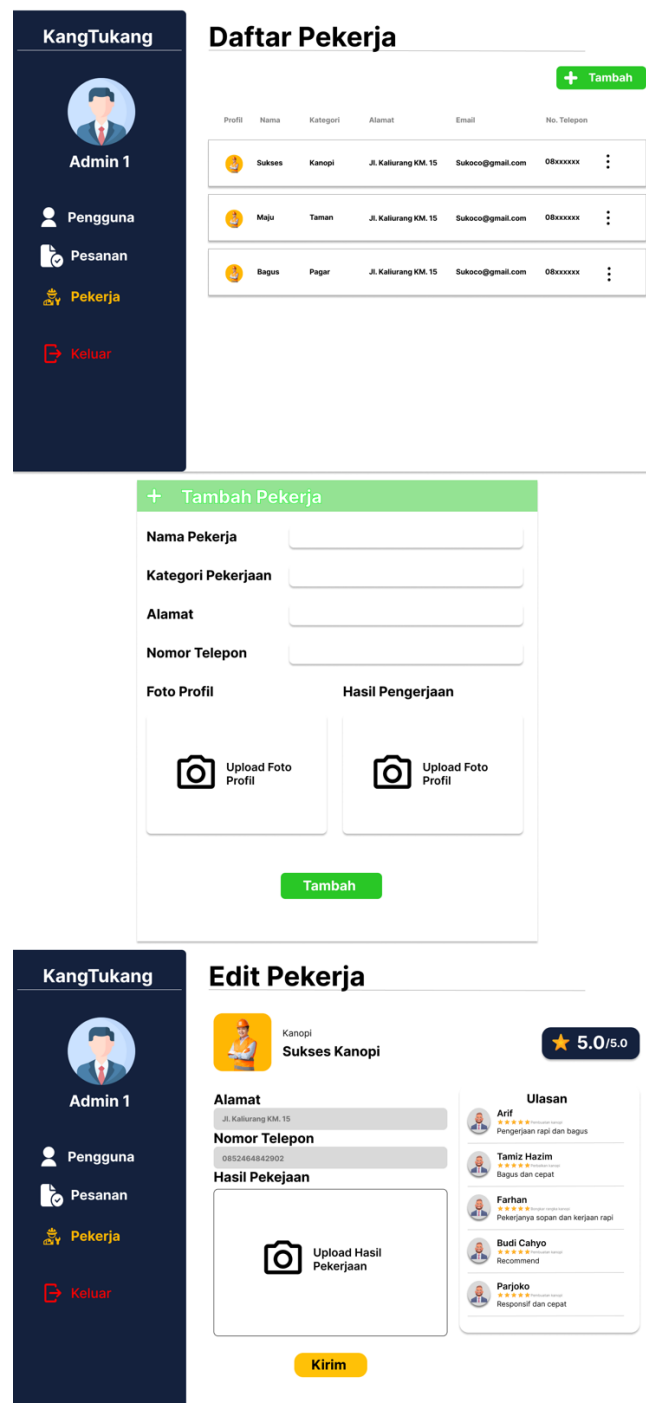 KangTukang
Daftar Pekerja
Tambah
Profil Nama Kategori Alamat Email No. Telepon
Admin 1
Sukses Kanopi Jl. Kaliurang KM. 15 Sukoco@gmail.com 08xxxxxx
Maju Taman Jl. Kaliurang KM. 15 Sukoco@gmail.com 08xxxxxx
Bagus Pagar Jl. Kaliurang KM. 15 Sukoco@gmail.com 08xxxxxx
Pengguna
Pesanan
Pekerja
Keluar
+ Tambah Pekerja
Nama Pekerja
Kategori Pekerjaan
Alamat
Nomor Telepon
Foto Profil
Hasil Pengerjaan
Upload Foto
Profil
Upload Foto
Profil
Tambah
KangTukang
Admin 1
Pengguna
Pesanan
Pekerja
Keluar
Edit Pekerja
Kanopi
Sukses Kanopi
5.0/5.0
Alamat
Jl. Kaliurang KM. 15
Nomor Telepon
0852464842902
Hasil Pekejaan
Upload Hasil
Pekerjaan
Kirim
Ulasan
Arif
Pengerjaan rapi dan bagus
Tamiz Hazim
Bagus dan cepat
Farhan
Pekerjanya sopan dan kerjaan rapi
Budi Cahyo
Recommend
Parjoko
Responsif dan cepat